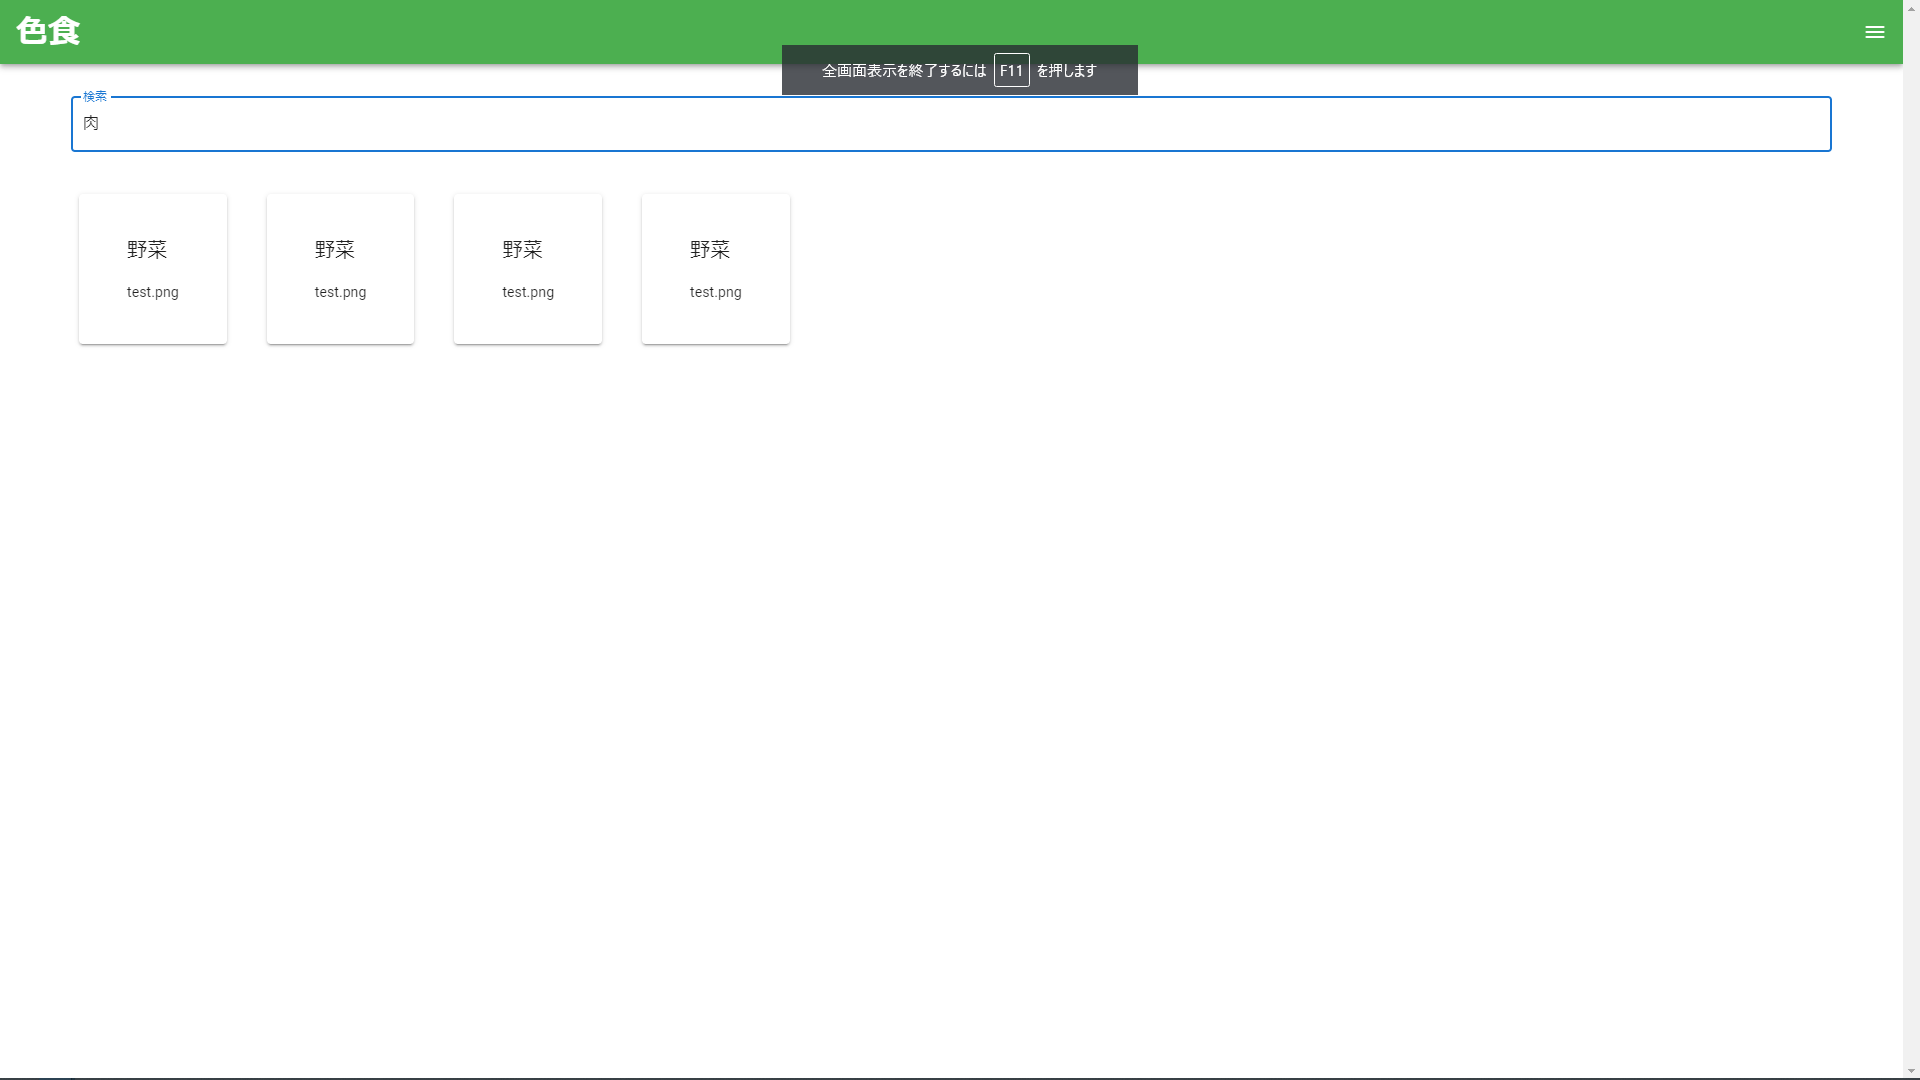 色食
全画面表示を終了するには F11 を押します
検索
肉
野菜 野菜 野菜 野菜
test.png test.png test.png test.png